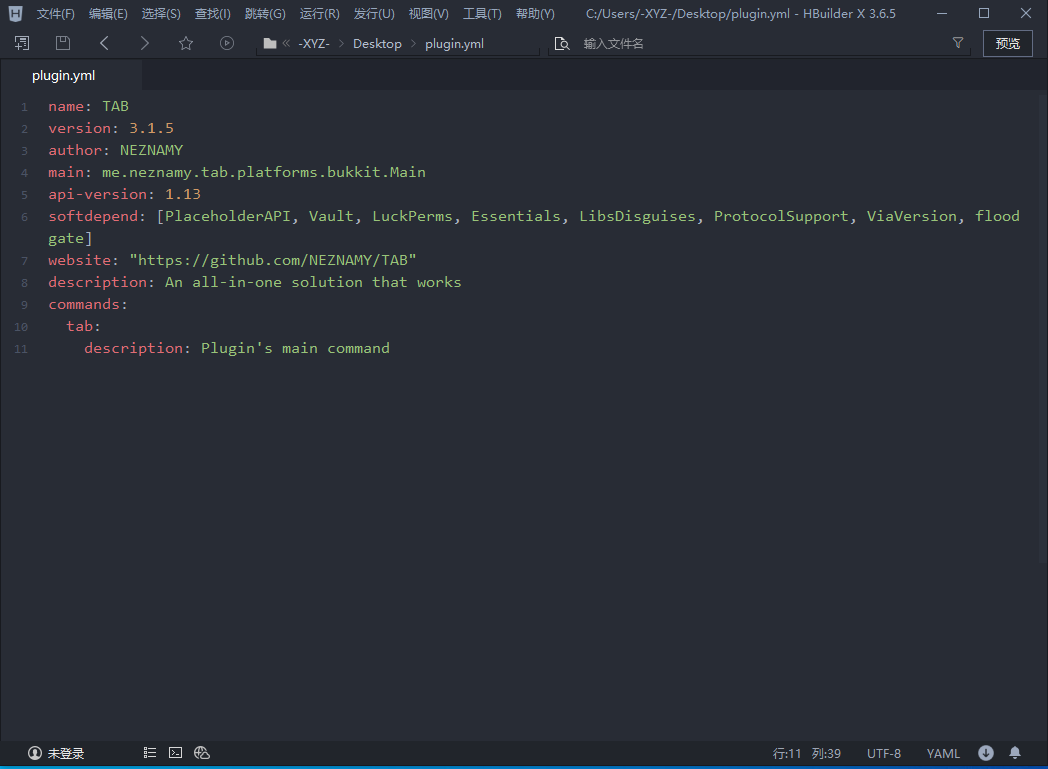 文件(F) 编辑(E) 选择(S) 查找(I) 跳转(G) 运行(R) 发行(U) 视图(V) 工具(T) 帮助(Y) C:/Users/-XYZ-/Desktop/plugin.yml - HBuilder X 3.6.5
-XYZ- Desktop plugin.yml 输入文件名 预览
plugin.yml
1 name: TAB
2 version: 3.1.5
3 author: NEZNAMY
4 main: me.neznamy.tab.platforms.bukkit.Main
5 api-version: 1.13
6 softdepend: [PlaceholderAPI, Vault, LuckPerms, Essentials, LibsDisguises, ProtocolSupport, ViaVersion, flood
gate]
7 website: "https://github.com/NEZNAMY/TAB"
8 description: An all-in-one solution that works
9 commands:
10 tab:
11 description: Plugin's main command
未登录 行:11 列:39 UTF-8 YAML